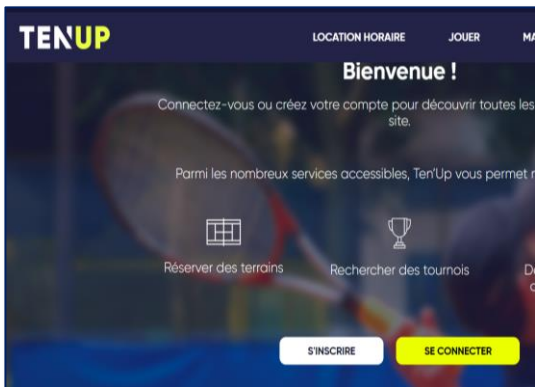 TENUP
LOCATION HORAIRE JOUER
Bienvenue !
Connectez-vous ou créez votre compte pour découvrir toutes les
site.
Parmi les nombreux services accessibles, Ten'Up vous permet
Réserver des terrains Rechercher des tournois
S'INSCRIRE SE CONNECTER